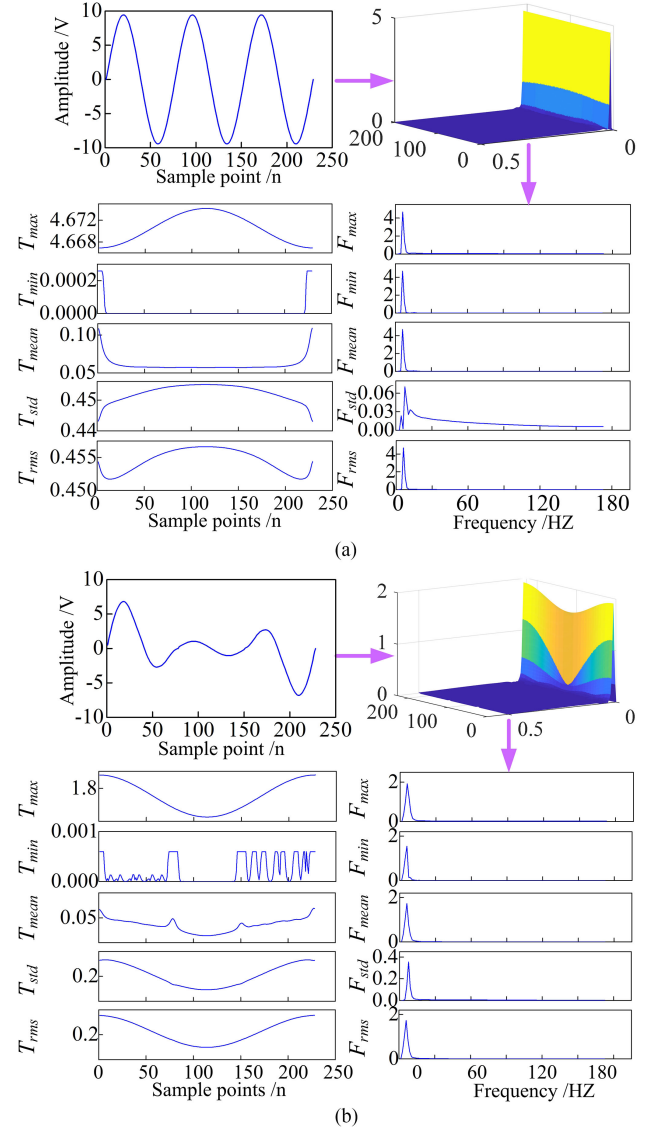 10
5
0
-5
-10
Amplitude /V
0 50 100 150 200 250
Sample point /n
5
0
200
100
0
0.5
0
T_max
4.672
4.668
T_min
0.0002
0.0000
T_mean
0.10
0.05
T_std
0.45
0.44
T_rms
0.455
0.450
0 50 100 150 200 250
Sample points /n
F_max
4
2
0
F_min
4
2
0
F_mean
4
2
0
F_std
0.06
0.03
0.00
F_rms
4
2
0
0 60 120 180
Frequency /HZ
(a)
10
5
0
-5
-10
Amplitude /V
0 50 100 150 200 250
Sample point /n
2
1
0
200
100
0
0.5
0
T_max
1.8
T_min
0.001
0.000
T_mean
0.05
T_std
0.2
T_rms
0.2
0 50 100 150 200 250
Sample points /n
F_max
2
0
F_min
2
0
F_mean
2
0
F_std
0.4
0.2
0.0
F_rms
2
0
0 60 120 180
Frequency /HZ
(b)